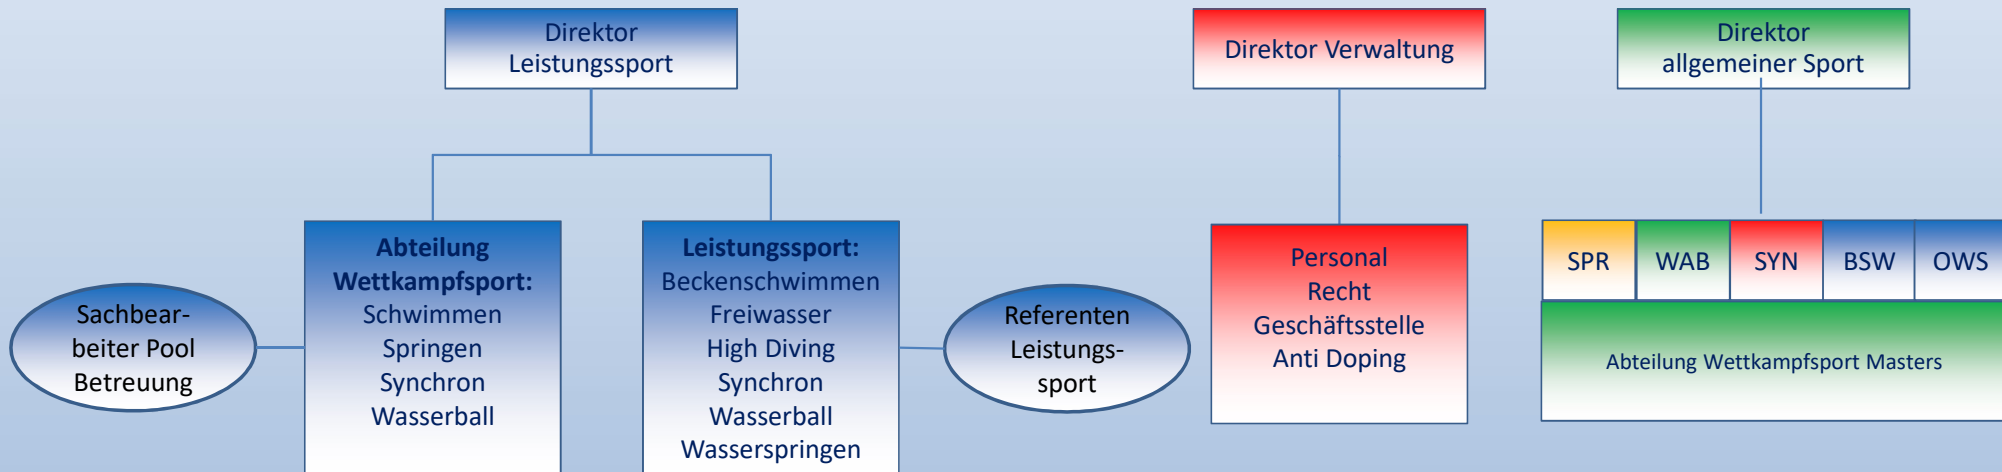 Direktor
Leistungssport
Direktor Verwaltung
Direktor
allgemeiner Sport
Sachbear-
beiter Pool
Betreuung
Abteilung
Wettkampfsport:
Schwimmen
Springen
Synchron
Wasserball
Leistungssport:
Beckenschwimmen
Freiwasser
High Diving
Synchron
Wasserball
Wasserspringen
Referenten
Leistungs-
sport
Personal
Recht
Geschäftsstelle
Anti Doping
SPR
WAB
SYN
BSW
OWS
Abteilung Wettkampfsport Masters